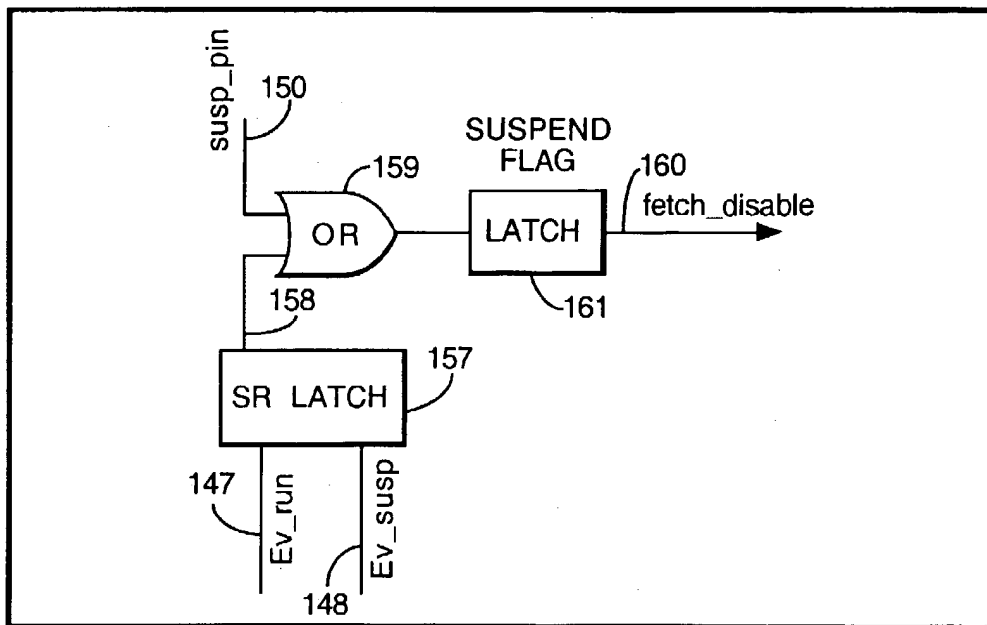 susp_pin
150
159
SUSPEND
FLAG
160
fetch_disable
OR
LATCH
161
158
157
SR LATCH
147
Ev_run
Ev_susp
148